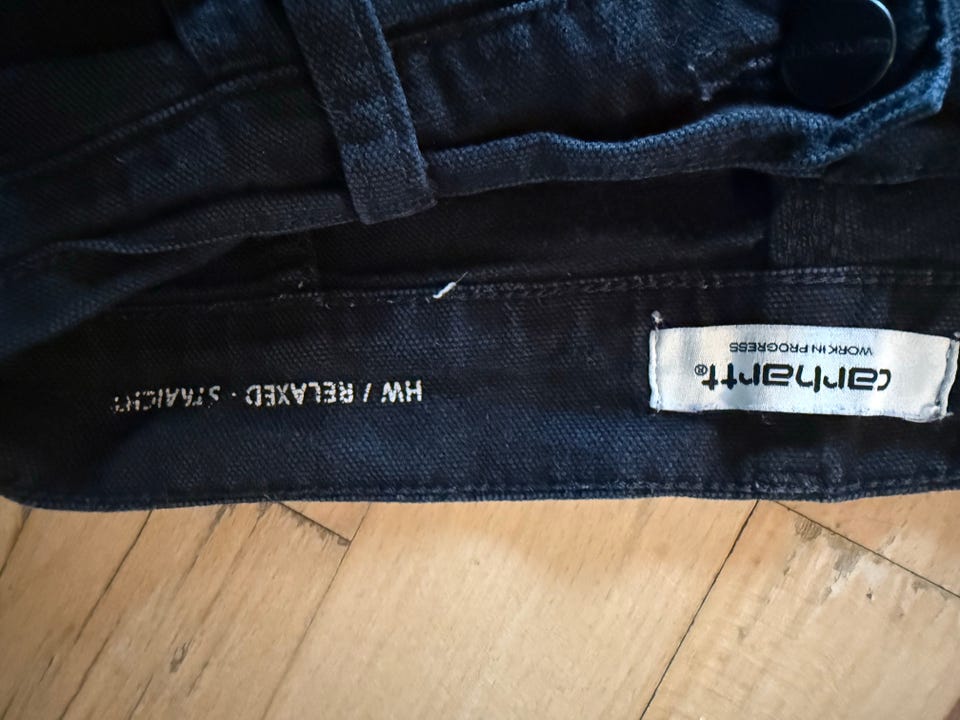 carhartt®
WORK IN PROGRESS
HW / RELAXED - STRAIGHT